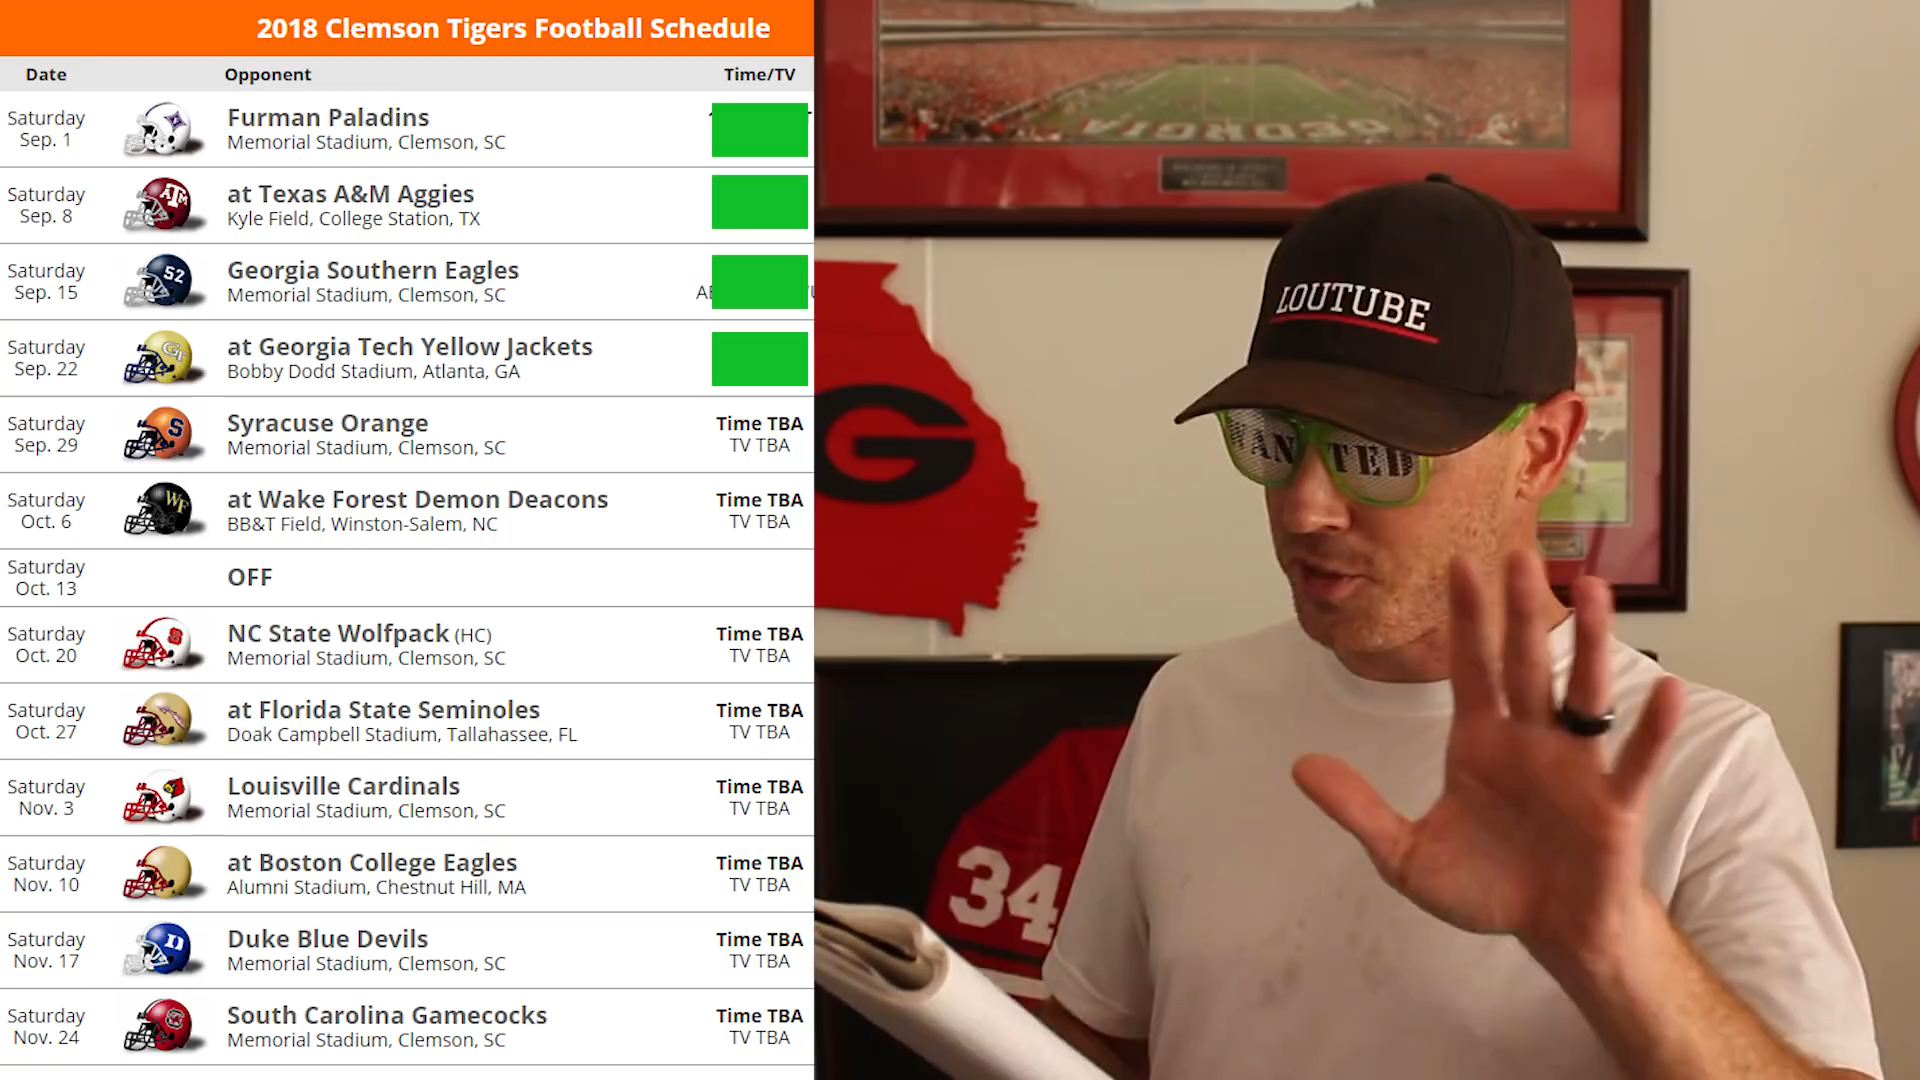 2018 Clemson Tigers Football Schedule
Date Opponent Time/TV
Saturday
Sep. 1
Furman Paladins
Memorial Stadium, Clemson, SC
Saturday
Sep. 8
at Texas A&M Aggies
Kyle Field, College Station, TX
Saturday
Sep. 15
52
Georgia Southern Eagles
Memorial Stadium, Clemson, SC
Saturday
Sep. 22
GT
at Georgia Tech Yellow Jackets
Bobby Dodd Stadium, Atlanta, GA
Saturday
Sep. 29
S
Syracuse Orange
Memorial Stadium, Clemson, SC
Time TBA
TV TBA
Saturday
Oct. 6
WF
at Wake Forest Demon Deacons
BB&T Field, Winston-Salem, NC
Time TBA
TV TBA
Saturday
Oct. 13
OFF
Saturday
Oct. 20
S
NC State Wolfpack (HC)
Memorial Stadium, Clemson, SC
Time TBA
TV TBA
Saturday
Oct. 27
at Florida State Seminoles
Doak Campbell Stadium, Tallahassee, FL
Time TBA
TV TBA
Saturday
Nov. 3
Louisville Cardinals
Memorial Stadium, Clemson, SC
Time TBA
TV TBA
Saturday
Nov. 10
at Boston College Eagles
Alumni Stadium, Chestnut Hill, MA
Time TBA
TV TBA
Saturday
Nov. 17
D
Duke Blue Devils
Memorial Stadium, Clemson, SC
Time TBA
TV TBA
Saturday
Nov. 24
South Carolina Gamecocks
Memorial Stadium, Clemson, SC
Time TBA
TV TBA
GEORGIA
LOUTUBE
WANTED
G
34